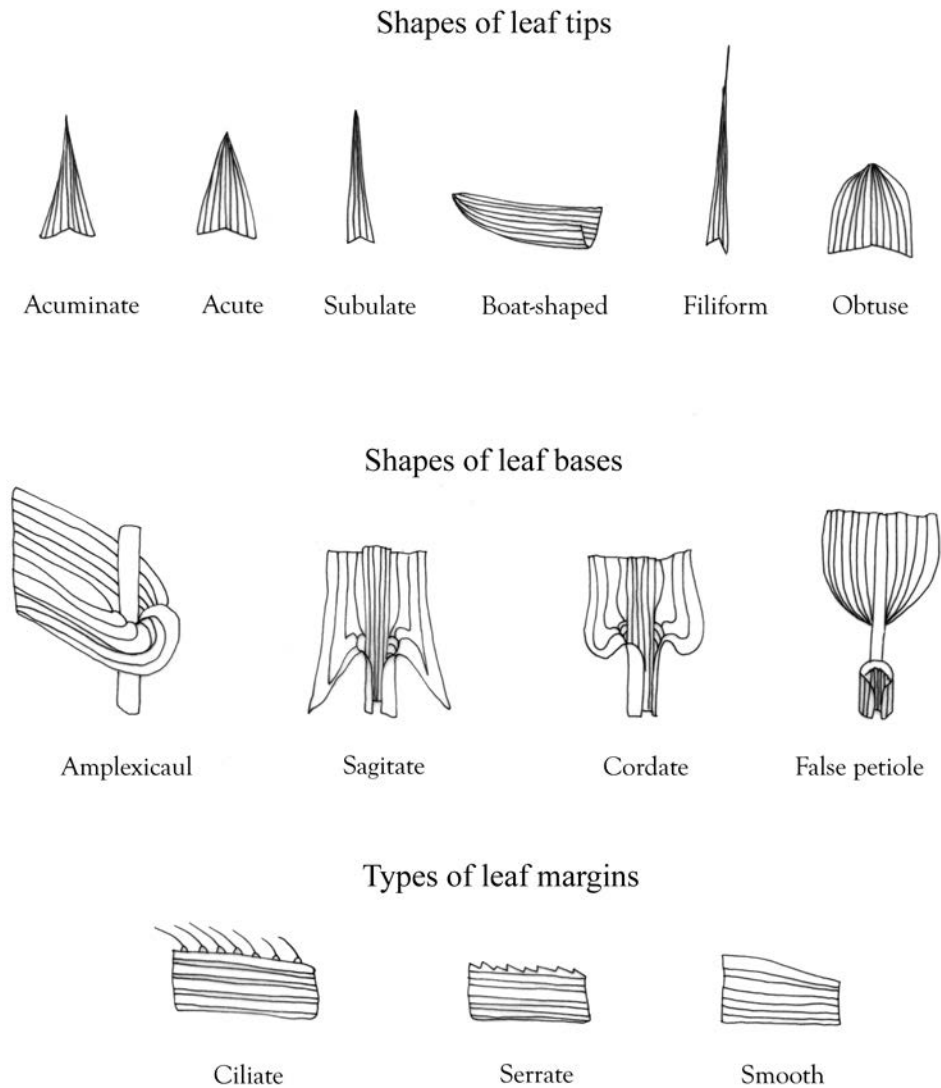 Shapes of leaf tips
Acuminate Acute Subulate Boat-shaped Filiform Obtuse
Shapes of leaf bases
Amplexicaul Sagitate Cordate False petiole
Types of leaf margins
Ciliate Serrate Smooth